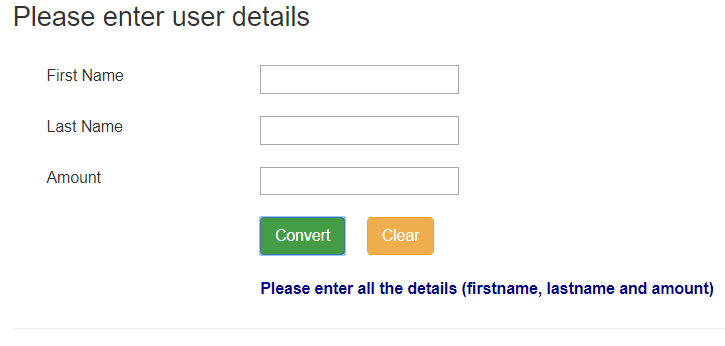 Please enter user details
First Name
Last Name
Amount
Convert Clear
Please enter all the details (firstname, lastname and amount)